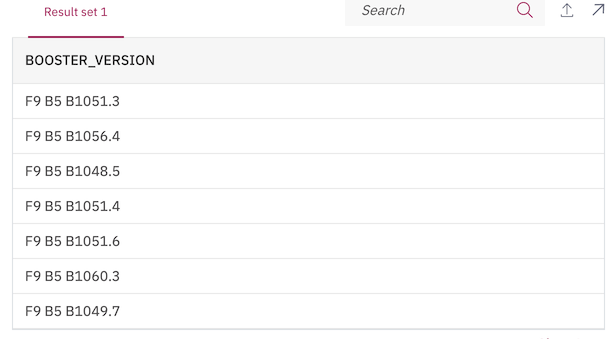 Result set 1
Search
BOOSTER_VERSION
F9 B5 B1051.3
F9 B5 B1056.4
F9 B5 B1048.5
F9 B5 B1051.4
F9 B5 B1051.6
F9 B5 B1060.3
F9 B5 B1049.7